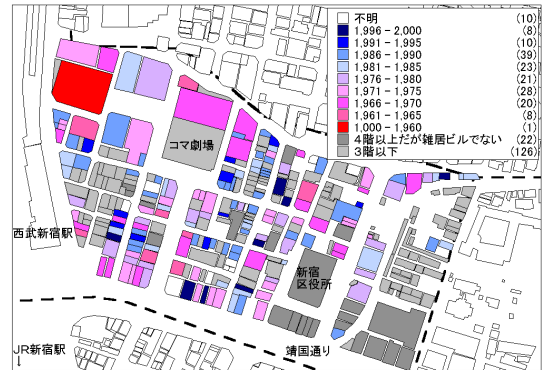 不明 (10)
1,996 - 2,000 (8)
1,991 - 1,995 (10)
1,986 - 1,990 (39)
1,981 - 1,985 (23)
1,976 - 1,980 (21)
1,971 - 1,975 (28)
1,966 - 1,970 (20)
1,961 - 1,965 (8)
1,000 - 1,960 (1)
4階以上だが雑居ビルでない (22)
3階以下 (126)
コマ劇場
西武新宿駅
新宿
区役所
靖国通り
JR新宿駅
↓